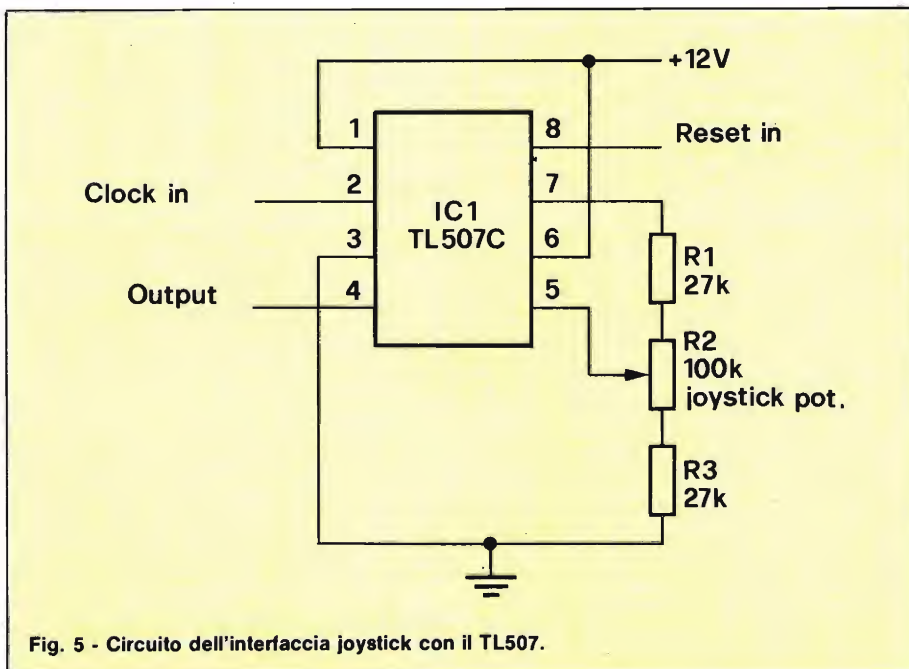 +12V
1
8
Reset in
Clock in
2
7
IC1
TL507C
3
6
Output
4
5
R1
27k
R2
100k
joystick pot.
R3
27k
Fig. 5 - Circuito dell'interfaccia joystick con il TL507.